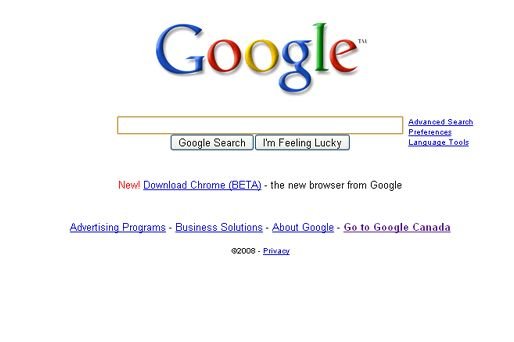 Google™
Advanced Search
Preferences
Language Tools
Google Search I'm Feeling Lucky
New! Download Chrome (BETA) - the new browser from Google
Advertising Programs - Business Solutions - About Google - Go to Google Canada
©2008 - Privacy